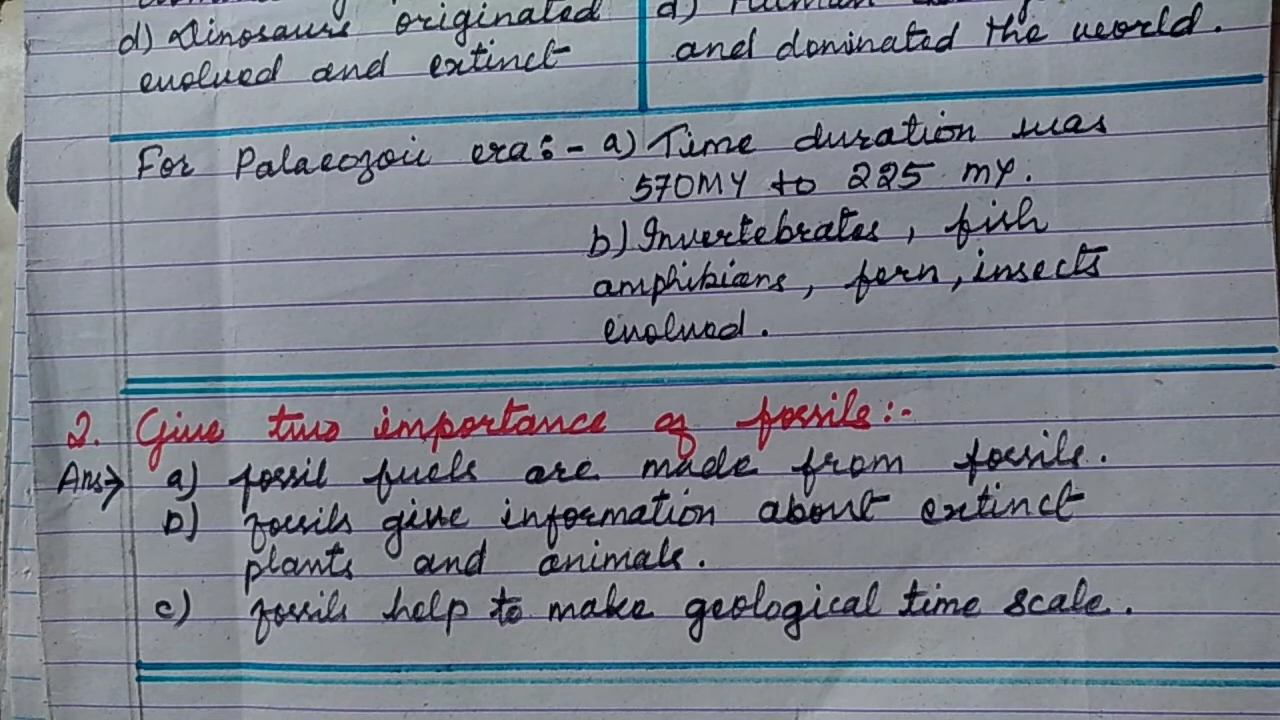 d) Dinosaurs originated
evolved and extinct
d) Human
and dominated the world.
For Palaeozoic era:- a) Time duration was
570MY to 225 my.
b) Invertebrates, fish
amphibians, fern, insects
evolved.
2. Give two importance of fossils:-
Ans→ a) fossil fuels are made from fossils.
b) fossils give information about extinct
plants and animals.
c) fossils help to make geological time scale.